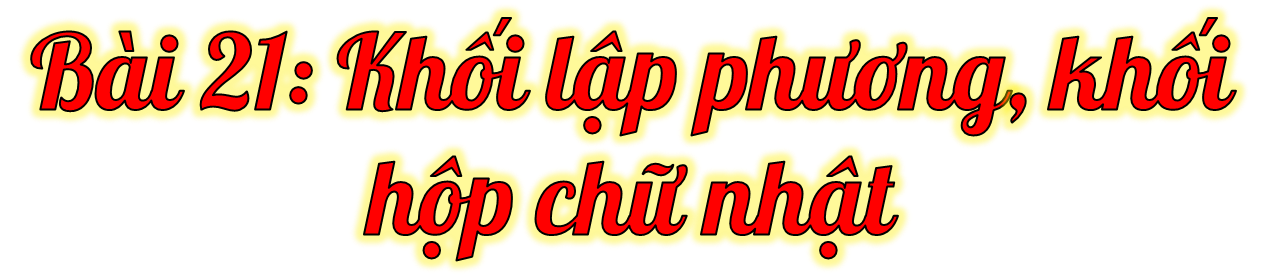 Bài 21: Khối lập phương, khối
hộp chữ nhật